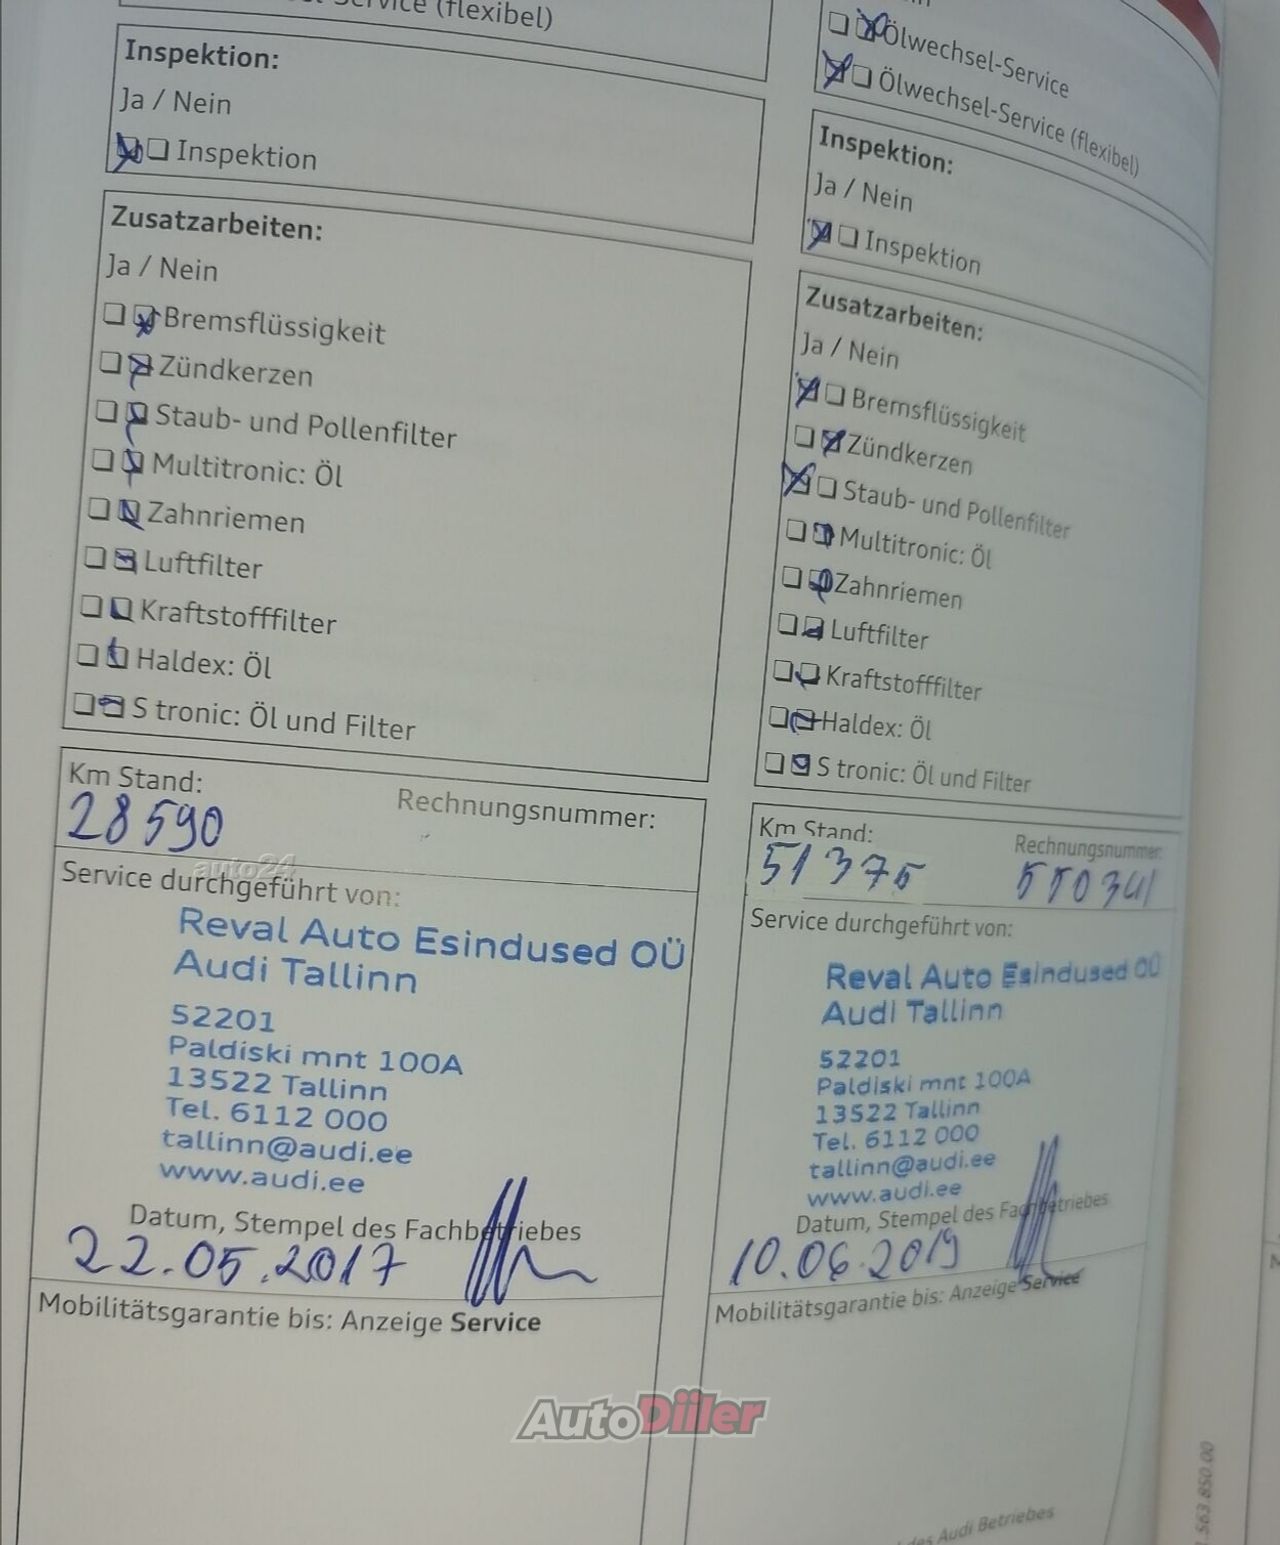 Service (flexibel)
Inspektion:
Ja / Nein
Inspektion
Zusatzarbeiten:
Ja / Nein
Bremsflüssigkeit
Zündkerzen
Staub- und Pollenfilter
Multitronic: Öl
Zahnriemen
Luftfilter
Kraftstofffilter
Haldex: Öl
S tronic: Öl und Filter
Km Stand:
Rechnungsnummer:
28590
auto24
Service durchgeführt von:
Reval Auto Esindused OÜ
Audi Tallinn
52201
Paldiski mnt 100A
13522 Tallinn
Tel. 6112 000
tallinn@audi.ee
www.audi.ee
Datum, Stempel des Fachbetriebes
22.05.2017
Mobilitätsgarantie bis: Anzeige Service
Ölwechsel-Service
Ölwechsel-Service (flexibel)
Inspektion:
Ja / Nein
Inspektion
Zusatzarbeiten:
Ja / Nein
Bremsflüssigkeit
Zündkerzen
Staub- und Pollenfilter
Multitronic: Öl
Zahnriemen
Luftfilter
Kraftstofffilter
Haldex: Öl
S tronic: Öl und Filter
Km Stand:
Rechnungsnummer:
51375
Service durchgeführt von:
Reval Auto Esindused OÜ
Audi Tallinn
52201
Paldiski mnt 100A
13522 Tallinn
Tel. 6112 000
tallinn@audi.ee
www.audi.ee
Datum, Stempel des Fachbetriebes
10.06.2019
Mobilitätsgarantie bis: Anzeige Service
AutoDiiler
des Audi Betriebes
563.850.00